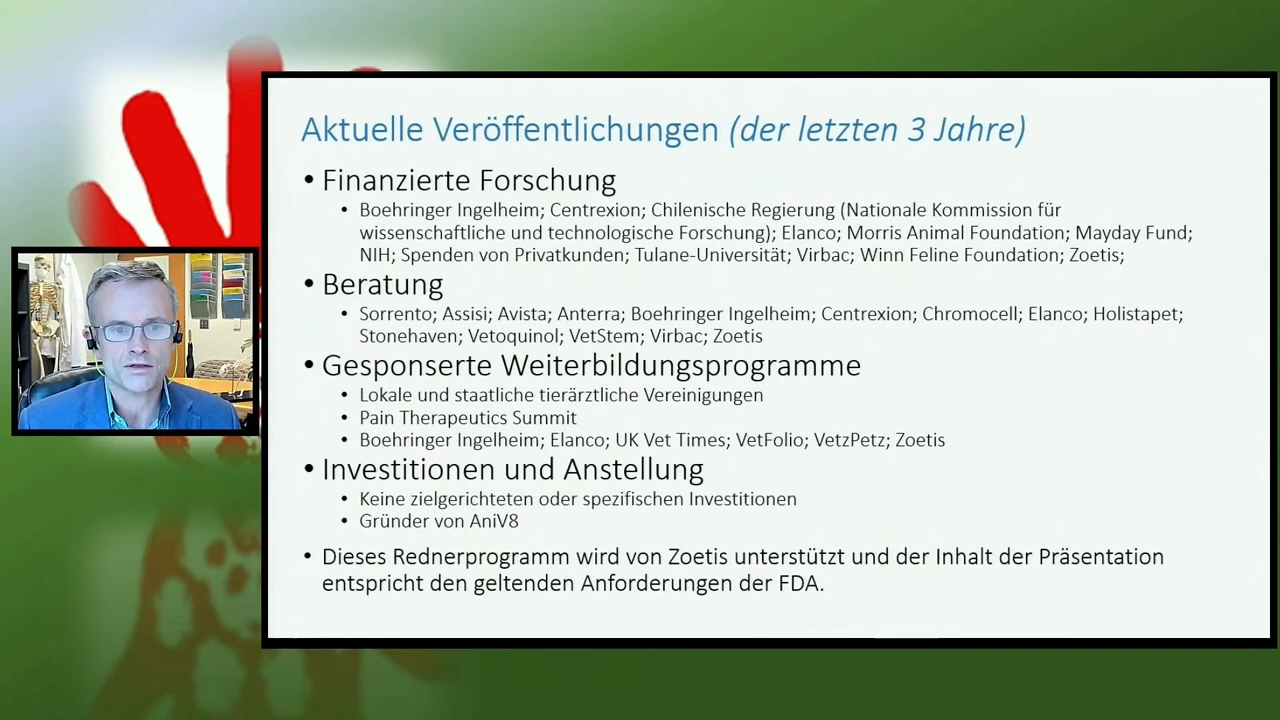 Aktuelle Veröffentlichungen (der letzten 3 Jahre)
• Finanzierte Forschung
• Boehringer Ingelheim; Centrexion; Chilenische Regierung (Nationale Kommission für
wissenschaftliche und technologische Forschung); Elanco; Morris Animal Foundation; Mayday Fund;
NIH; Spenden von Privatkunden; Tulane-Universität; Virbac; Winn Feline Foundation; Zoetis;
• Beratung
• Sorrento; Assisi; Avista; Anterra; Boehringer Ingelheim; Centrexion; Chromocell; Elanco; Holistapet;
Stonehaven; Vetoquinol; VetStem; Virbac; Zoetis
• Gesponserte Weiterbildungsprogramme
• Lokale und staatliche tierärztliche Vereinigungen
• Pain Therapeutics Summit
• Boehringer Ingelheim; Elanco; UK Vet Times; VetFolio; VetzPetz; Zoetis
• Investitionen und Anstellung
• Keine zielgerichteten oder spezifischen Investitionen
• Gründer von AniV8
• Dieses Rednerprogramm wird von Zoetis unterstützt und der Inhalt der Präsentation
entspricht den geltenden Anforderungen der FDA.